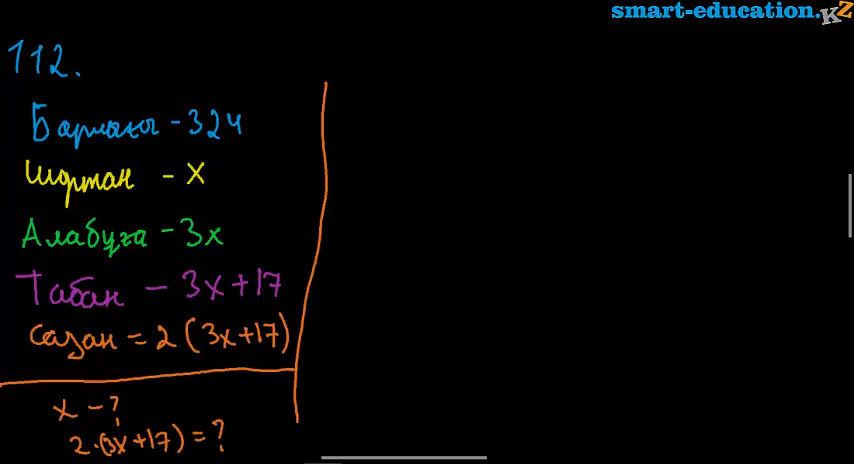 smart-education.KZ
112.
Барлығы - 324
Шортан - x
Алабұға - 3x
Табан - 3x+17
Сазан = 2 (3x+17)
x - ?
2·(3x+17) = ?